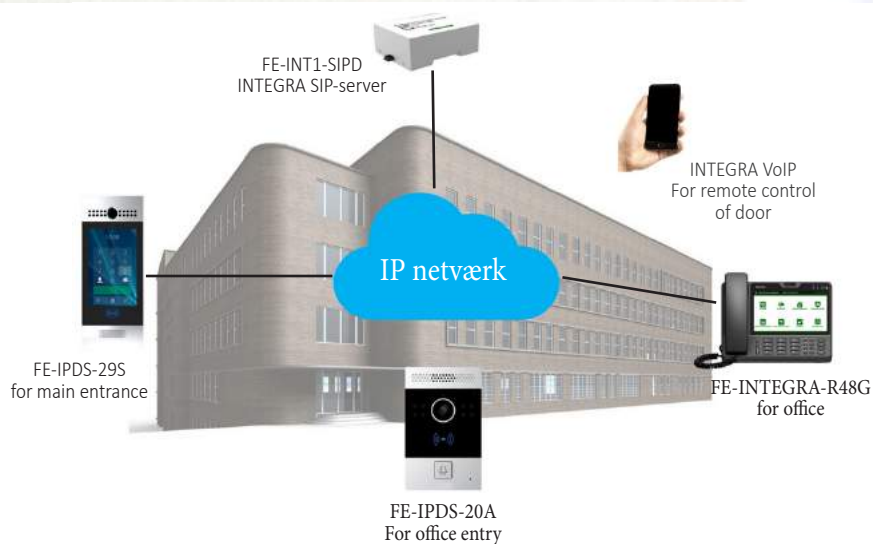 FE-INT1-SIPD
INTEGRA SIP-server
INTEGRA VoIP
For remote control
of door
IP netværk
FE-IPDS-29S
for main entrance
FE-INTEGRA-R48G
for office
FE-IPDS-20A
For office entry